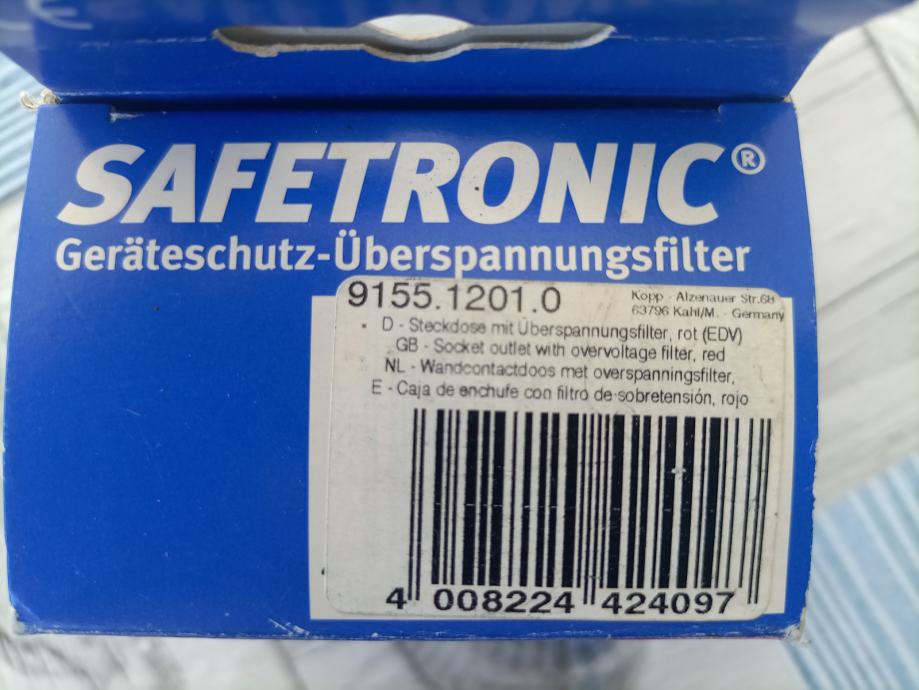 SAFETRONIC®
Geräteschutz-Überspannungsfilter
9155.1201.0
Kopp - Alzenauer Str.68
63796 Kahl/M. - Germany
D - Steckdose mit Überspannungsfilter, rot (EDV)
GB - Socket outlet with overvoltage filter, red
NL - Wandcontactdoos met overspanningsfilter,
E - Caja de enchufe con filtro de sobretensión, rojo
4 008224 424097